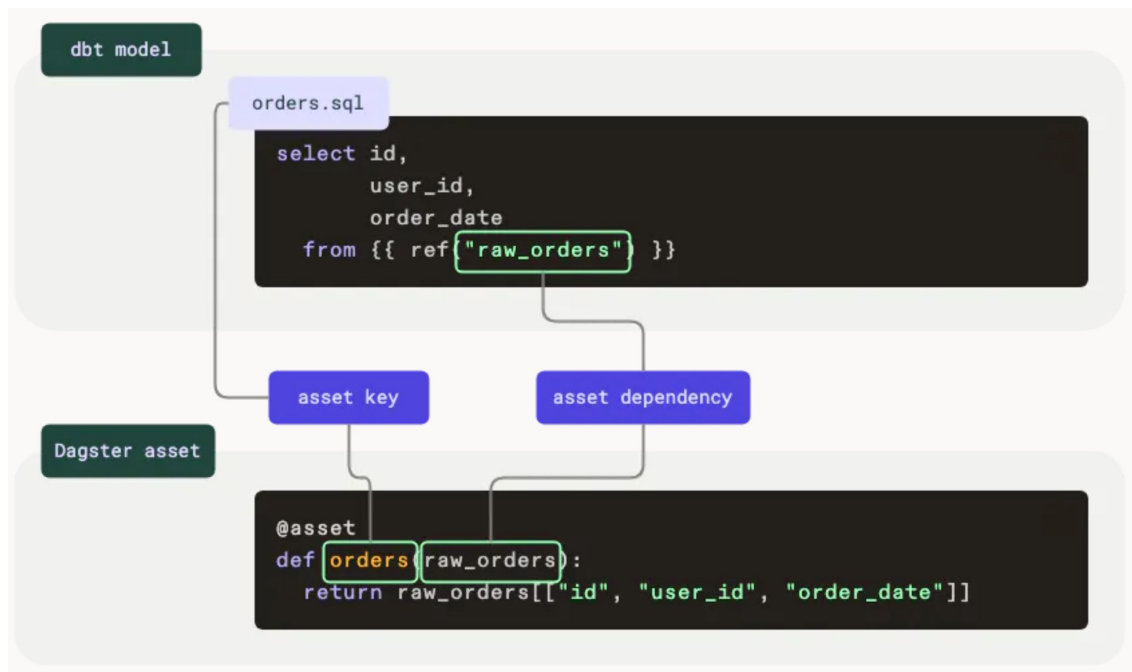 dbt model
orders.sql
select id,
user_id,
order_date
from {{ ref("raw_orders") }}
asset key
asset dependency
Dagster asset
@asset
def orders(raw_orders):
return raw_orders[["id", "user_id", "order_date"]]